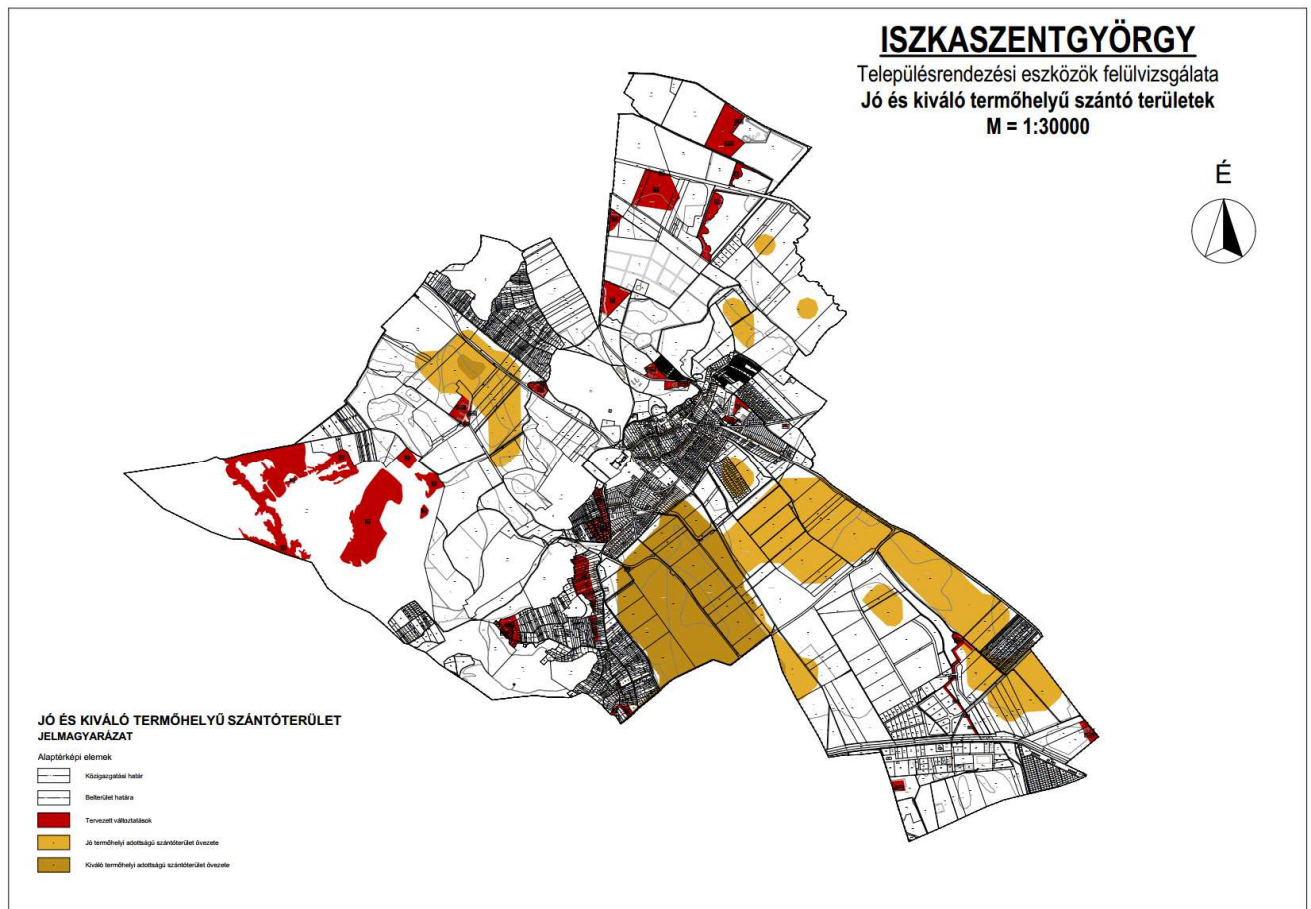 ISZKASZENTGYÖRGY
Településrendezési eszközök felülvizsgálata
Jó és kiváló termőhelyű szántó területek
M = 1:30000
É
JÓ ÉS KIVÁLÓ TERMŐHELYŰ SZÁNTÓTERÜLET
JELMAGYARÁZAT
Alaptérképi elemek
Közigazgatási határ
Belterület határa
Tervezett változtatások
Jó termőhelyi adottságú szántóterület övezete
Kiváló termőhelyi adottságú szántóterület övezete